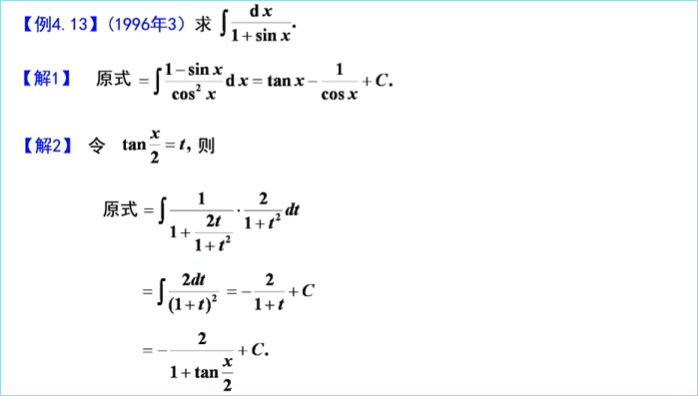 【例4.13】(1996年3) 求 ∫ dx/(1+sin x).
【解1】 原式 = ∫ (1−sin x)/(cos² x) dx = tan x − 1/(cos x) + C.
【解2】 令 tan x/2 = t, 则
原式 = ∫ 1/(1+ 2t/(1+t²)) · 2/(1+t²) dt
= ∫ 2dt/(1+t)² = − 2/(1+t) + C
= − 2/(1+tan x/2) + C.